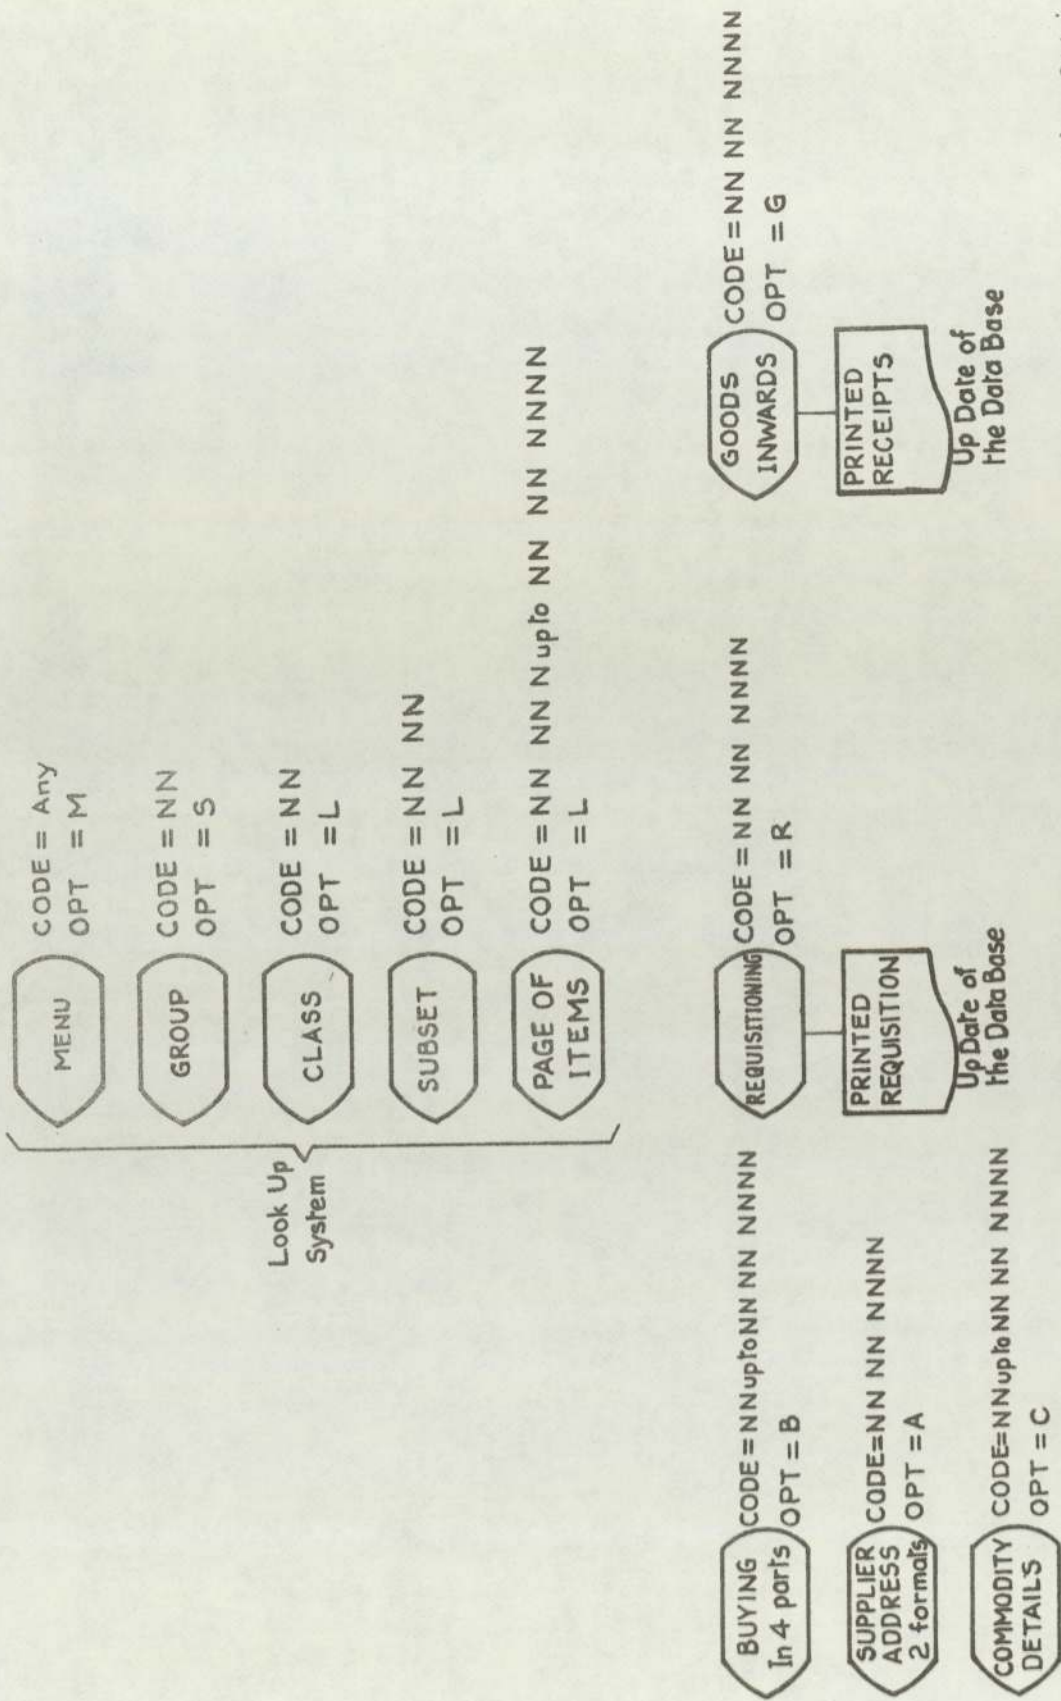 MENU
CODE = Any
OPT = M
GROUP
CODE = NN
OPT = S
CLASS
CODE = NN
OPT = L
SUBSET
CODE = NN NN
OPT = L
PAGE OF
ITEMS
CODE = NN NN N upto NN NN NNNN
OPT = L
Look Up
System
BUYING
In 4 parts
CODE = NN upto NN NN NNNN
OPT = B
SUPPLIER
ADDRESS
2 formats
CODE=NN NN NNNN
OPT = A
COMMODITY
DETAILS
CODE=NN upto NN NN NNNN
OPT = C
REQUISITIONING
CODE = NN NN NNNN
OPT = R
PRINTED
REQUISITION
Up Date of
the Data Base
GOODS
INWARDS
CODE = NN NN NNNN
OPT = G
PRINTED
RECEIPTS
Up Date of
the Data Base